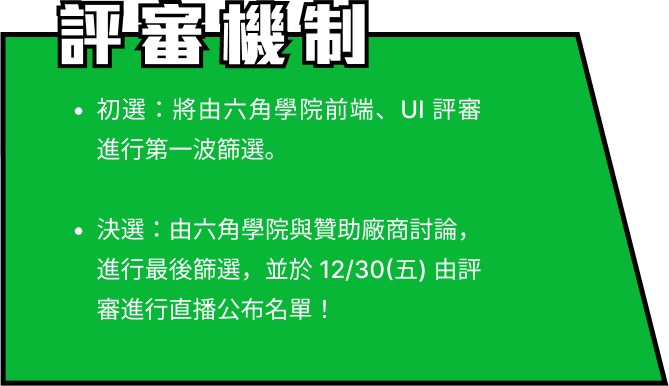 評審機制
• 初選：將由六角學院前端、UI 評審
進行第一波篩選。
• 決選：由六角學院與贊助廠商討論，
進行最後篩選，並於 12/30(五) 由評
審進行直播公布名單！